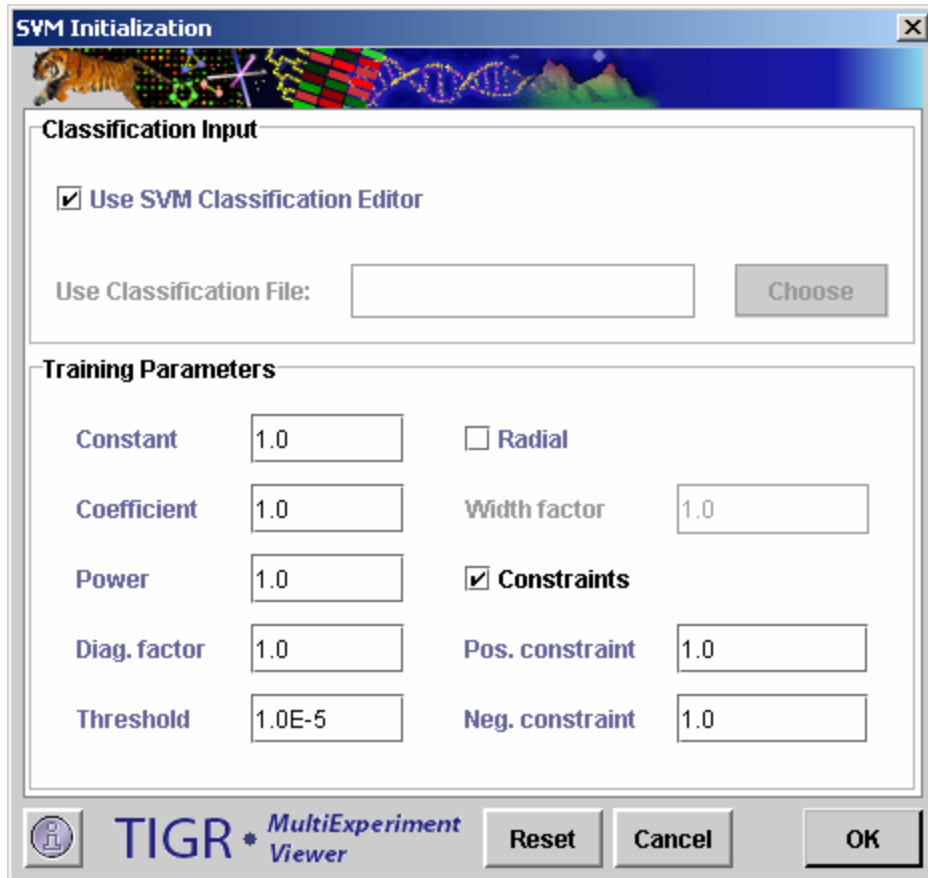 SVM Initialization
Classification Input
Use SVM Classification Editor
Use Classification File: Choose
Training Parameters
Constant 1.0 Radial
Coefficient 1.0 Width factor 1.0
Power 1.0 Constraints
Diag. factor 1.0 Pos. constraint 1.0
Threshold 1.0E-5 Neg. constraint 1.0
TIGR MultiExperiment Viewer Reset Cancel OK